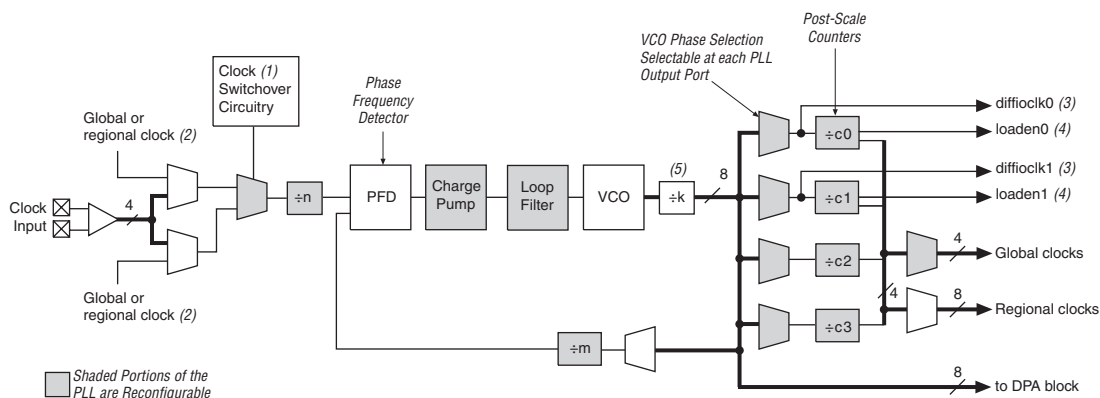 Post-Scale
Counters
VCO Phase Selection
Selectable at each PLL
Output Port
Clock (1)
Switchover
Circuitry
Phase
Frequency
Detector
Global or
regional clock (2)
diffioclk0 (3)
loaden0 (4)
÷c0
diffioclk1 (3)
loaden1 (4)
÷c1
(5)
8
4
Clock
Input
÷n
PFD
Charge
Pump
Loop
Filter
VCO
÷k
÷c2
4
Global clocks
4
8
Regional clocks
÷c3
Global or
regional clock (2)
÷m
8
to DPA block
Shaded Portions of the
PLL are Reconfigurable